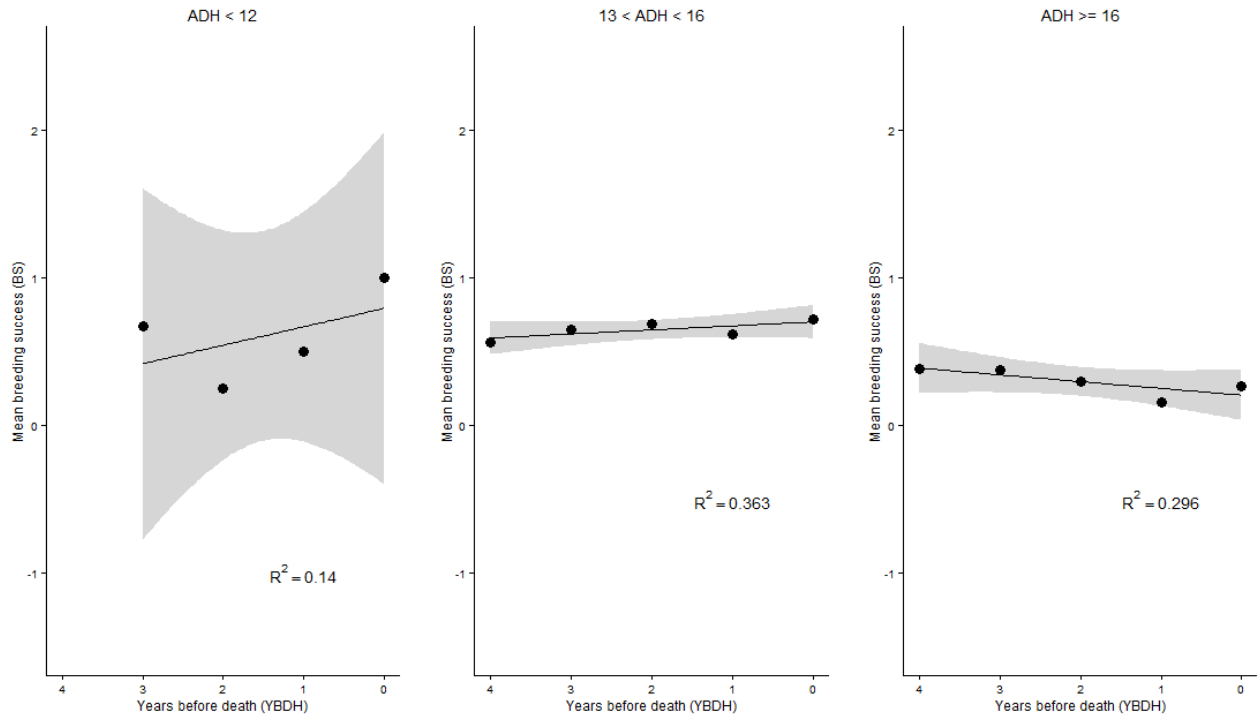 ADH < 12
Mean breeding success (BS)
2
1
0
-1
R² = 0.14
4 3 2 1 0
Years before death (YBDH)
13 < ADH < 16
Mean breeding success (BS)
2
1
0
-1
R² = 0.363
4 3 2 1 0
Years before death (YBDH)
ADH >= 16
Mean breeding success (BS)
2
1
0
-1
R² = 0.296
4 3 2 1 0
Years before death (YBDH)